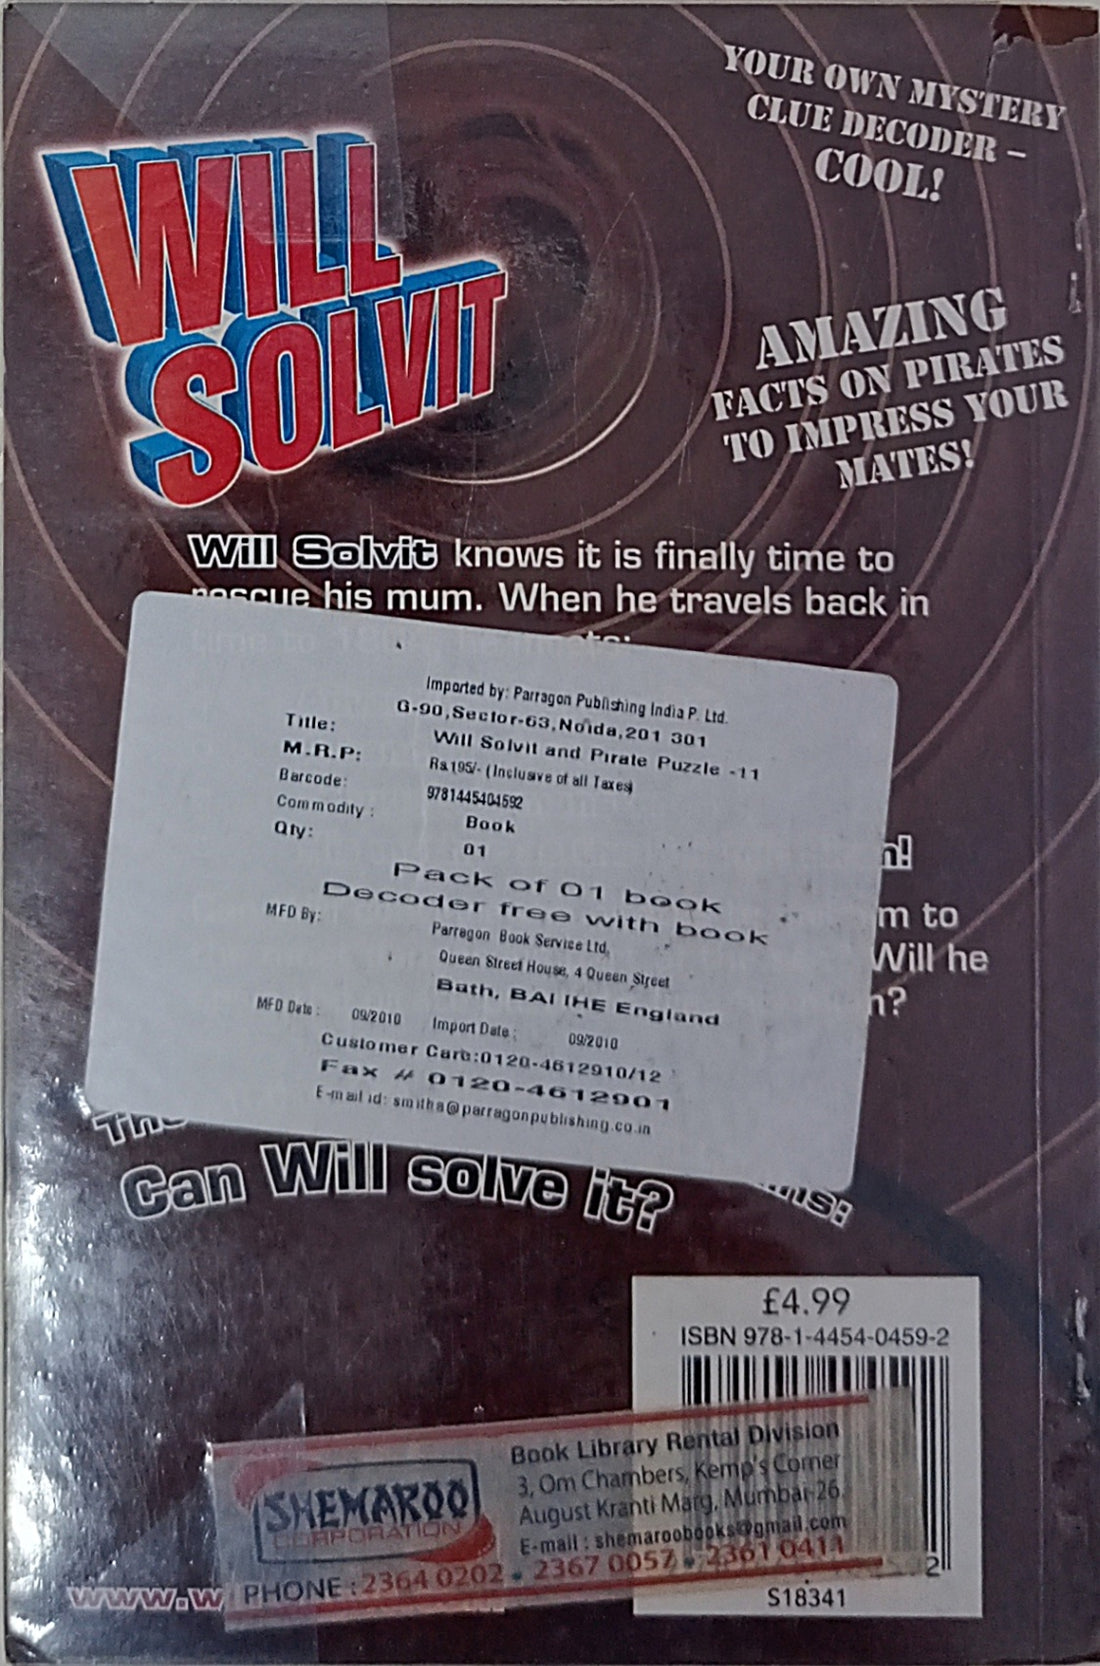 YOUR OWN MYSTERY
CLUE DECODER –
COOL!
WILL
SOLVIT
AMAZING
FACTS ON PIRATES
TO IMPRESS YOUR
MATES!
Will Solvit knows it is finally time to
rescue his mum. When he travels back in
time to
Imported by: Parragon Publishing India P. Ltd.
G-90,Sector-63,Noida,201 301
Title: Will Solvit and Pirate Puzzle -11
M.R.P: Rs.195/- (Inclusive of all Taxes)
Barcode: 9781445404592
Commodity : Book
Qty: 01
Pack of 01 book
Decoder free with book
MFD By: Parragon Book Service Ltd,
Queen Street House, 4 Queen Street
Bath, BAI IHE England
MFD Date : 09/2010 Import Date : 09/2010
Customer Care:0120-4612910/12
Fax # 0120-4612901
E-mail id: smitha@parragonpublishing.co.in
n!
m to
Will he
n?
Can Will solve it?
£4.99
ISBN 978-1-4454-0459-2
SHEMAROO
CORPORATION
Book Library Rental Division
3, Om Chambers, Kemp's Corner
August Kranti Marg, Mumbai-26.
E-mail : shemaroobooks@gmail.com
PHONE : 2364 0202 • 2367 0057 • 2361 0411
www.w
2
S18341